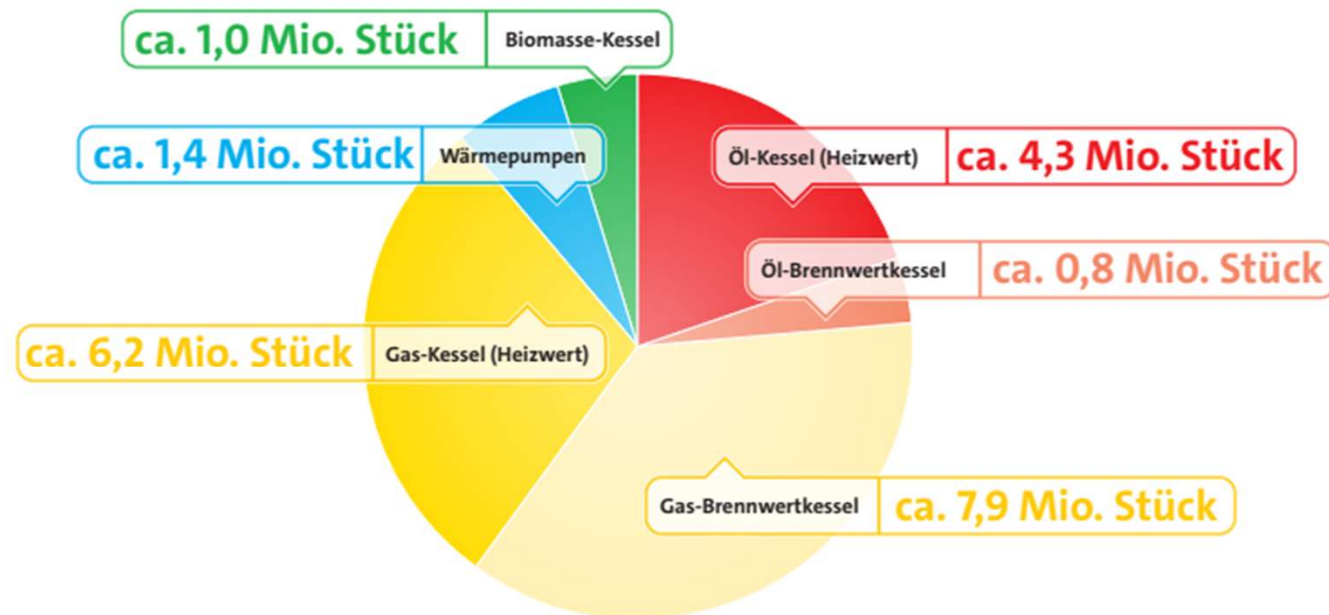 ca. 1,0 Mio. Stück Biomasse-Kessel
ca. 1,4 Mio. Stück Wärmepumpen
Öl-Kessel (Heizwert) ca. 4,3 Mio. Stück
Öl-Brennwertkessel ca. 0,8 Mio. Stück
ca. 6,2 Mio. Stück Gas-Kessel (Heizwert)
Gas-Brennwertkessel ca. 7,9 Mio. Stück